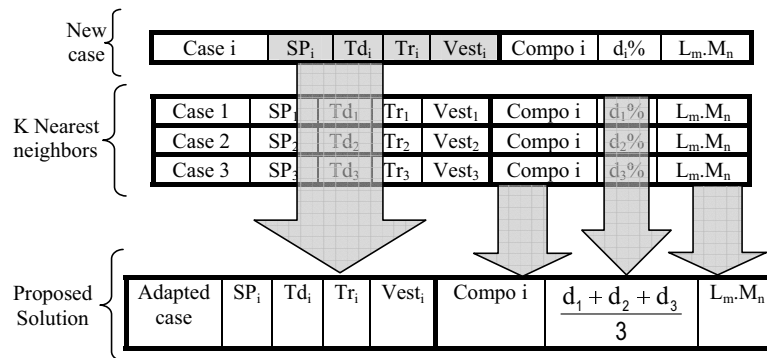 New case
Case i SPᵢ Tdᵢ Trᵢ Vestᵢ Compo i dᵢ% Lₘ.Mₙ
K Nearest neighbors
Case 1 SP₁ Td₁ Tr₁ Vest₁ Compo i d₁% Lₘ.Mₙ
Case 2 SP₂ Td₂ Tr₂ Vest₂ Compo i d₂% Lₘ.Mₙ
Case 3 SP₃ Td₃ Tr₃ Vest₃ Compo i d₃% Lₘ.Mₙ
Proposed Solution
Adapted case SPᵢ Tdᵢ Trᵢ Vestᵢ Compo i d₁ + d₂ + d₃ Lₘ.Mₙ
3